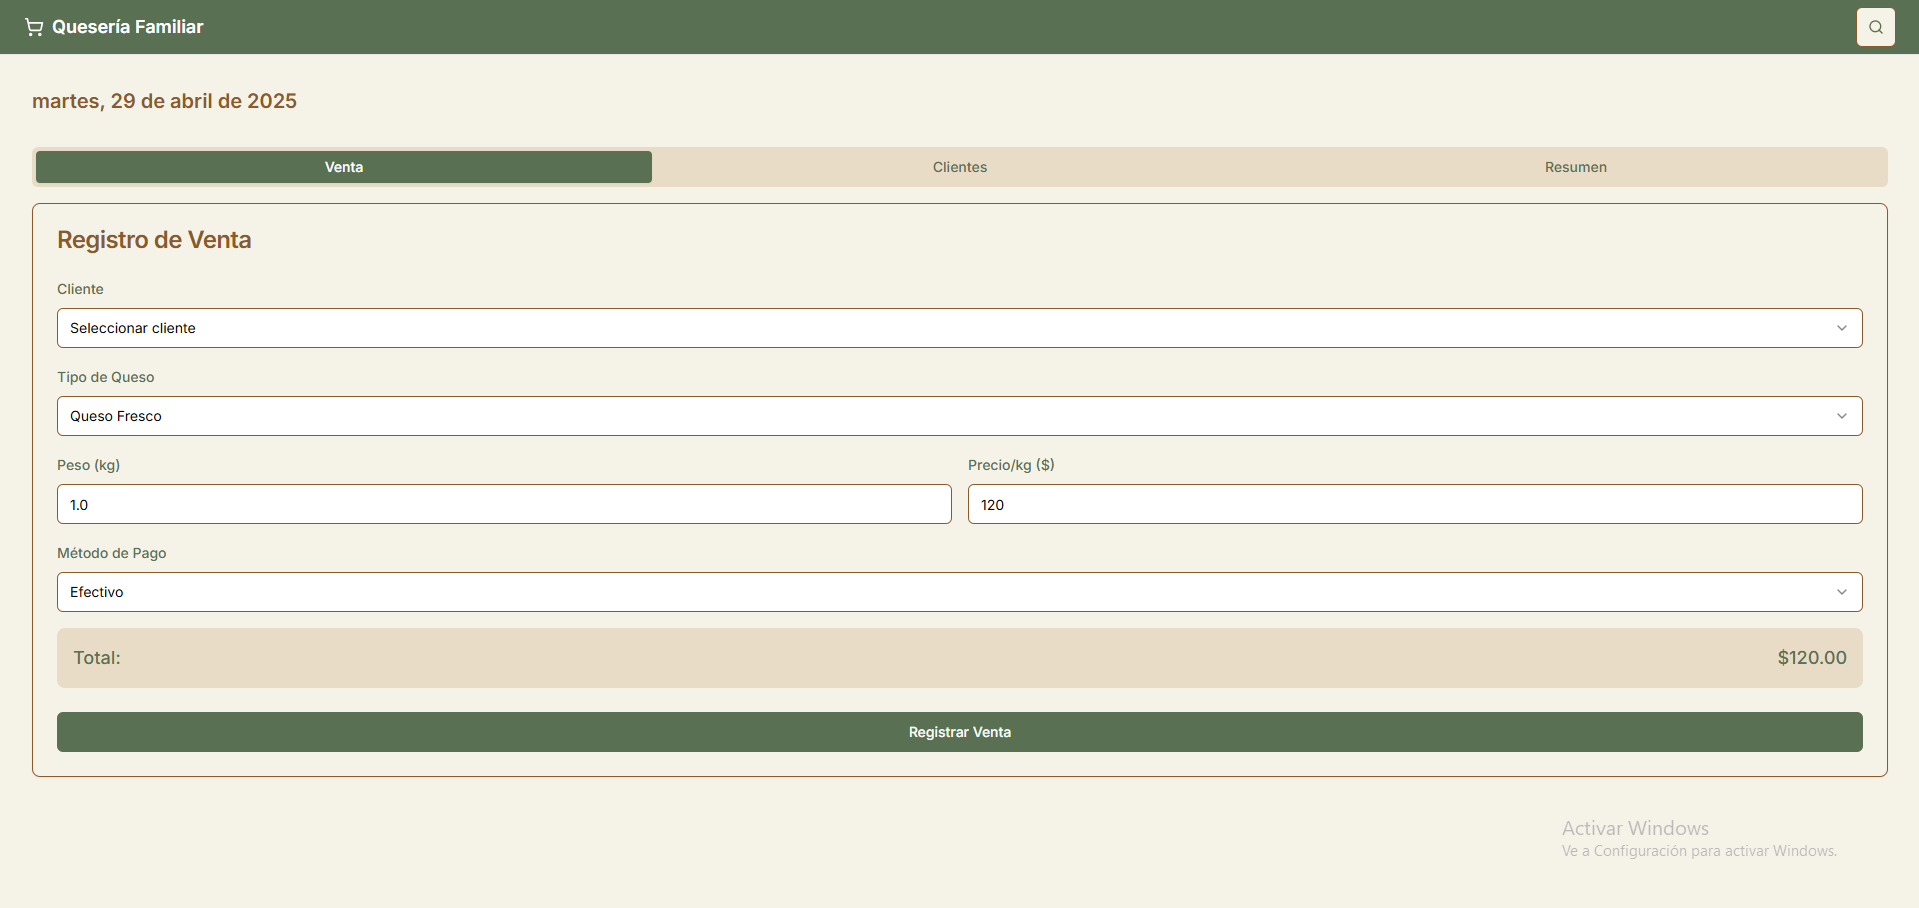 Quesería Familiar
martes, 29 de abril de 2025
Venta
Clientes
Resumen
Registro de Venta
Cliente
Seleccionar cliente
Tipo de Queso
Queso Fresco
Peso (kg)
Precio/kg ($)
1.0
120
Método de Pago
Efectivo
Total:
$120.00
Registrar Venta
Activar Windows
Ve a Configuración para activar Windows.